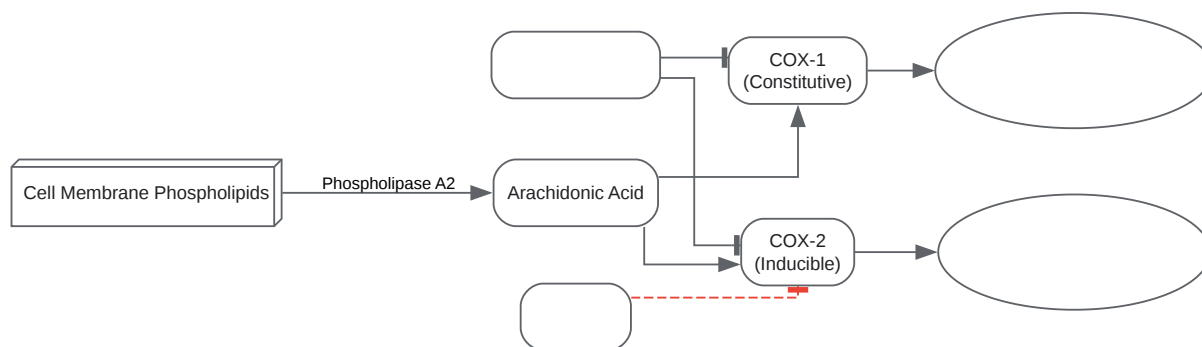 COX-1
(Constitutive)
Cell Membrane Phospholipids
Phospholipase A2
Arachidonic Acid
COX-2
(Inducible)